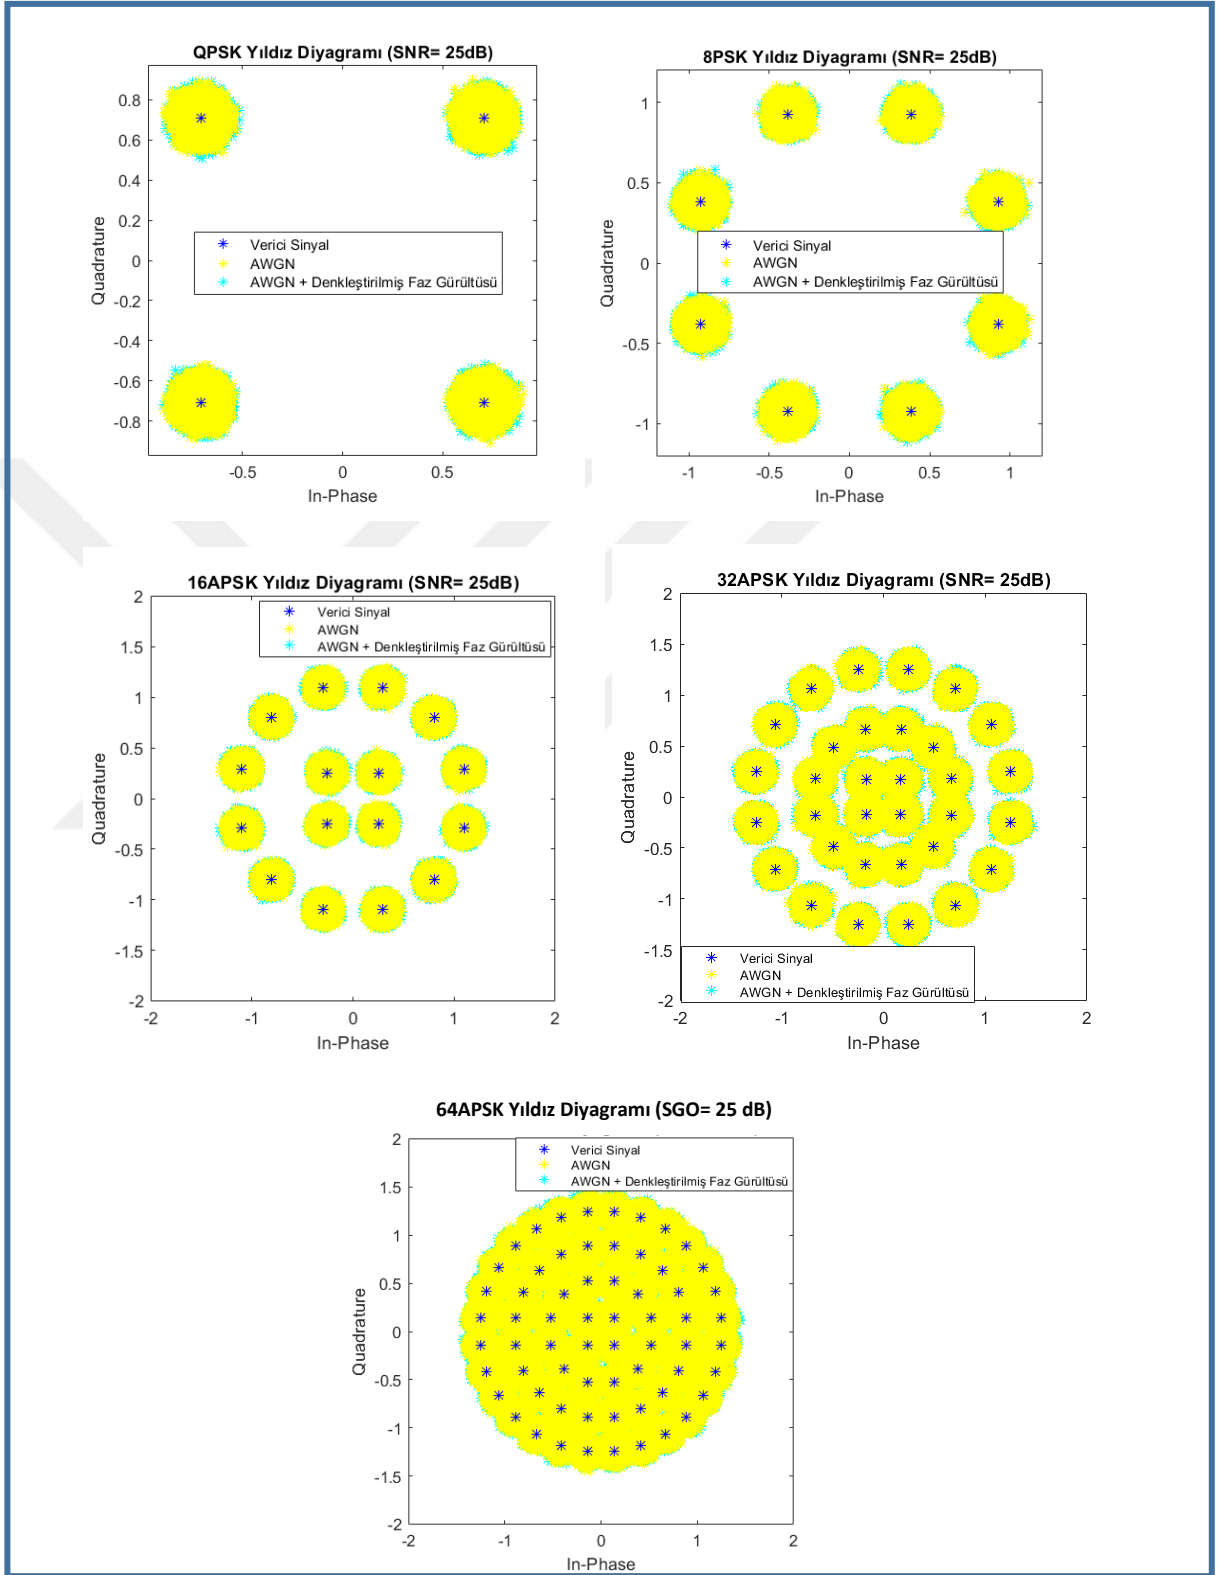 QPSK Yıldız Diyagramı (SNR= 25dB)
0.8
0.6
0.4
0.2
0
-0.2
-0.4
-0.6
-0.8
Quadrature
Verici Sinyal
AWGN
AWGN + Denkleştirilmiş Faz Gürültüsü
-0.5
0
0.5
In-Phase
8PSK Yıldız Diyagramı (SNR= 25dB)
1
0.5
0
-0.5
-1
Quadrature
Verici Sinyal
AWGN
AWGN + Denkleştirilmiş Faz Gürültüsü
-1
-0.5
0
0.5
1
In-Phase
16APSK Yıldız Diyagramı (SNR= 25dB)
2
1.5
1
0.5
0
-0.5
-1
-1.5
-2
Quadrature
Verici Sinyal
AWGN
AWGN + Denkleştirilmiş Faz Gürültüsü
-2
-1
0
1
2
In-Phase
32APSK Yıldız Diyagramı (SNR= 25dB)
2
1.5
1
0.5
0
-0.5
-1
-1.5
-2
Quadrature
Verici Sinyal
AWGN
AWGN + Denkleştirilmiş Faz Gürültüsü
-2
-1
0
1
2
In-Phase
64APSK Yıldız Diyagramı (SGO= 25 dB)
2
1.5
1
0.5
0
-0.5
-1
-1.5
-2
Quadrature
Verici Sinyal
AWGN
AWGN + Denkleştirilmiş Faz Gürültüsü
-2
-1
0
1
2
In-Phase